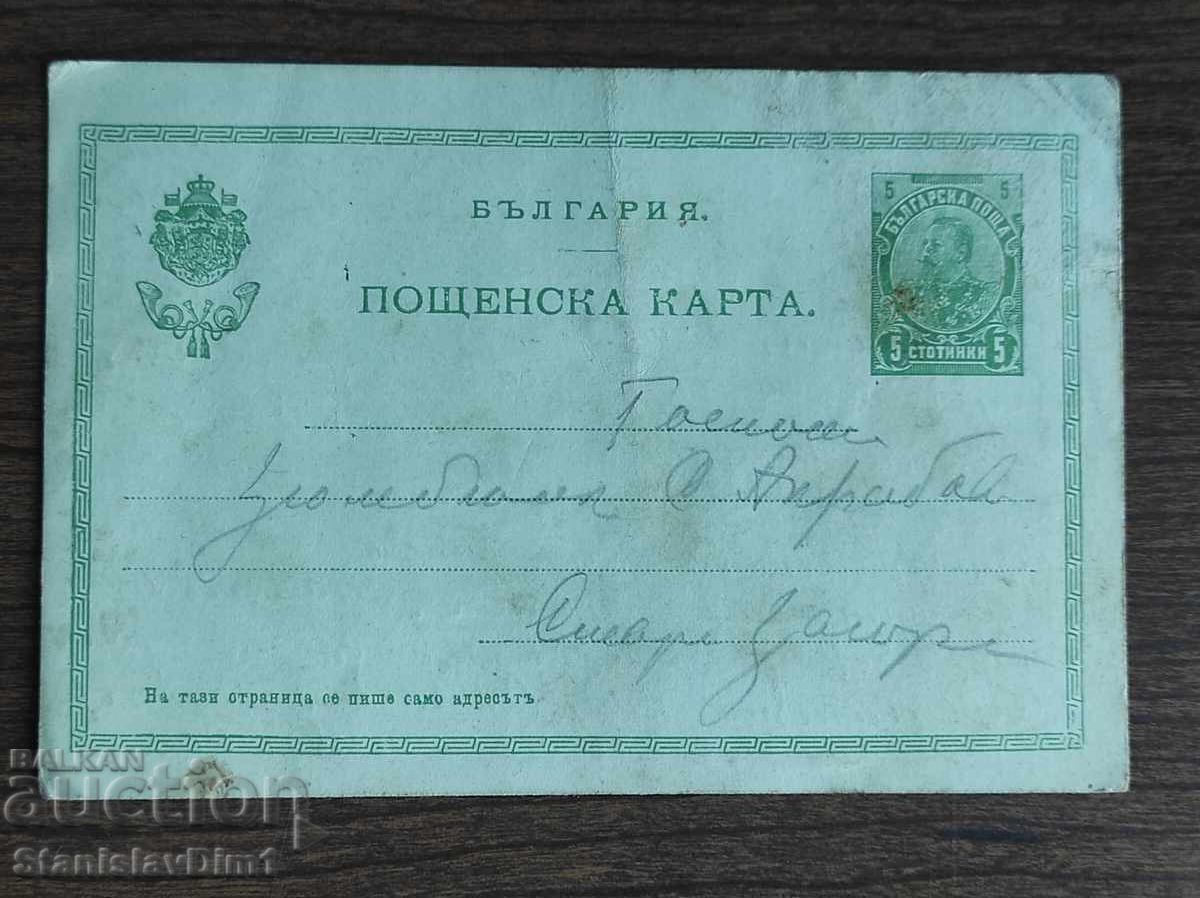 БЪЛГАРИЯ.
5 5
БЪЛГАРСКА ПОЩА
5 СТОТИНКИ 5
ПОЩЕНСКА КАРТА.
С
Стара Загора
На тази страница се пише само адресътъ
BALKAN
auction
StanislavDim1